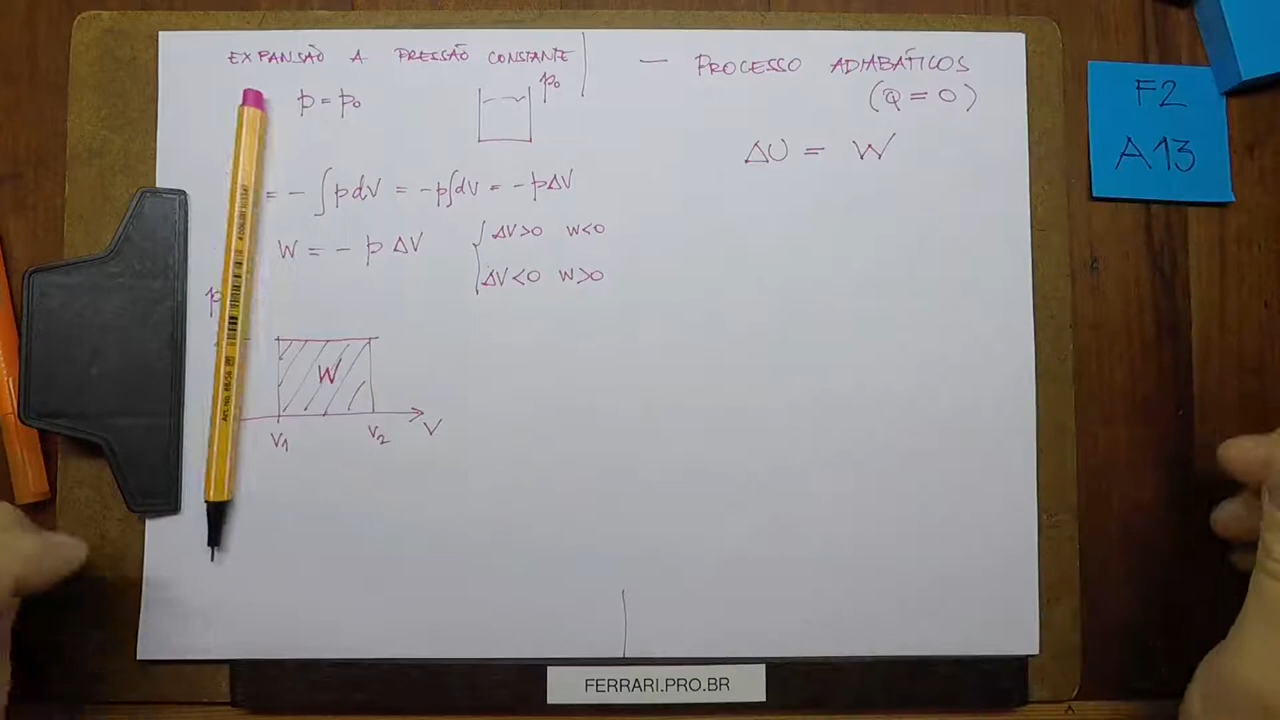 EXPANSÃO A PRESSÃO CONSTANTE
p = p₀
p₀
= - ∫ p dV = -p∫dV = - pΔV
W = - p ΔV
ΔV>0 W<0
ΔV<0 W>0
p
W
V₁ V₂ V
— PROCESSO ADIABÁTICOS
(Q = 0)
ΔU = W
F2
A13
FERRARI.PRO.BR